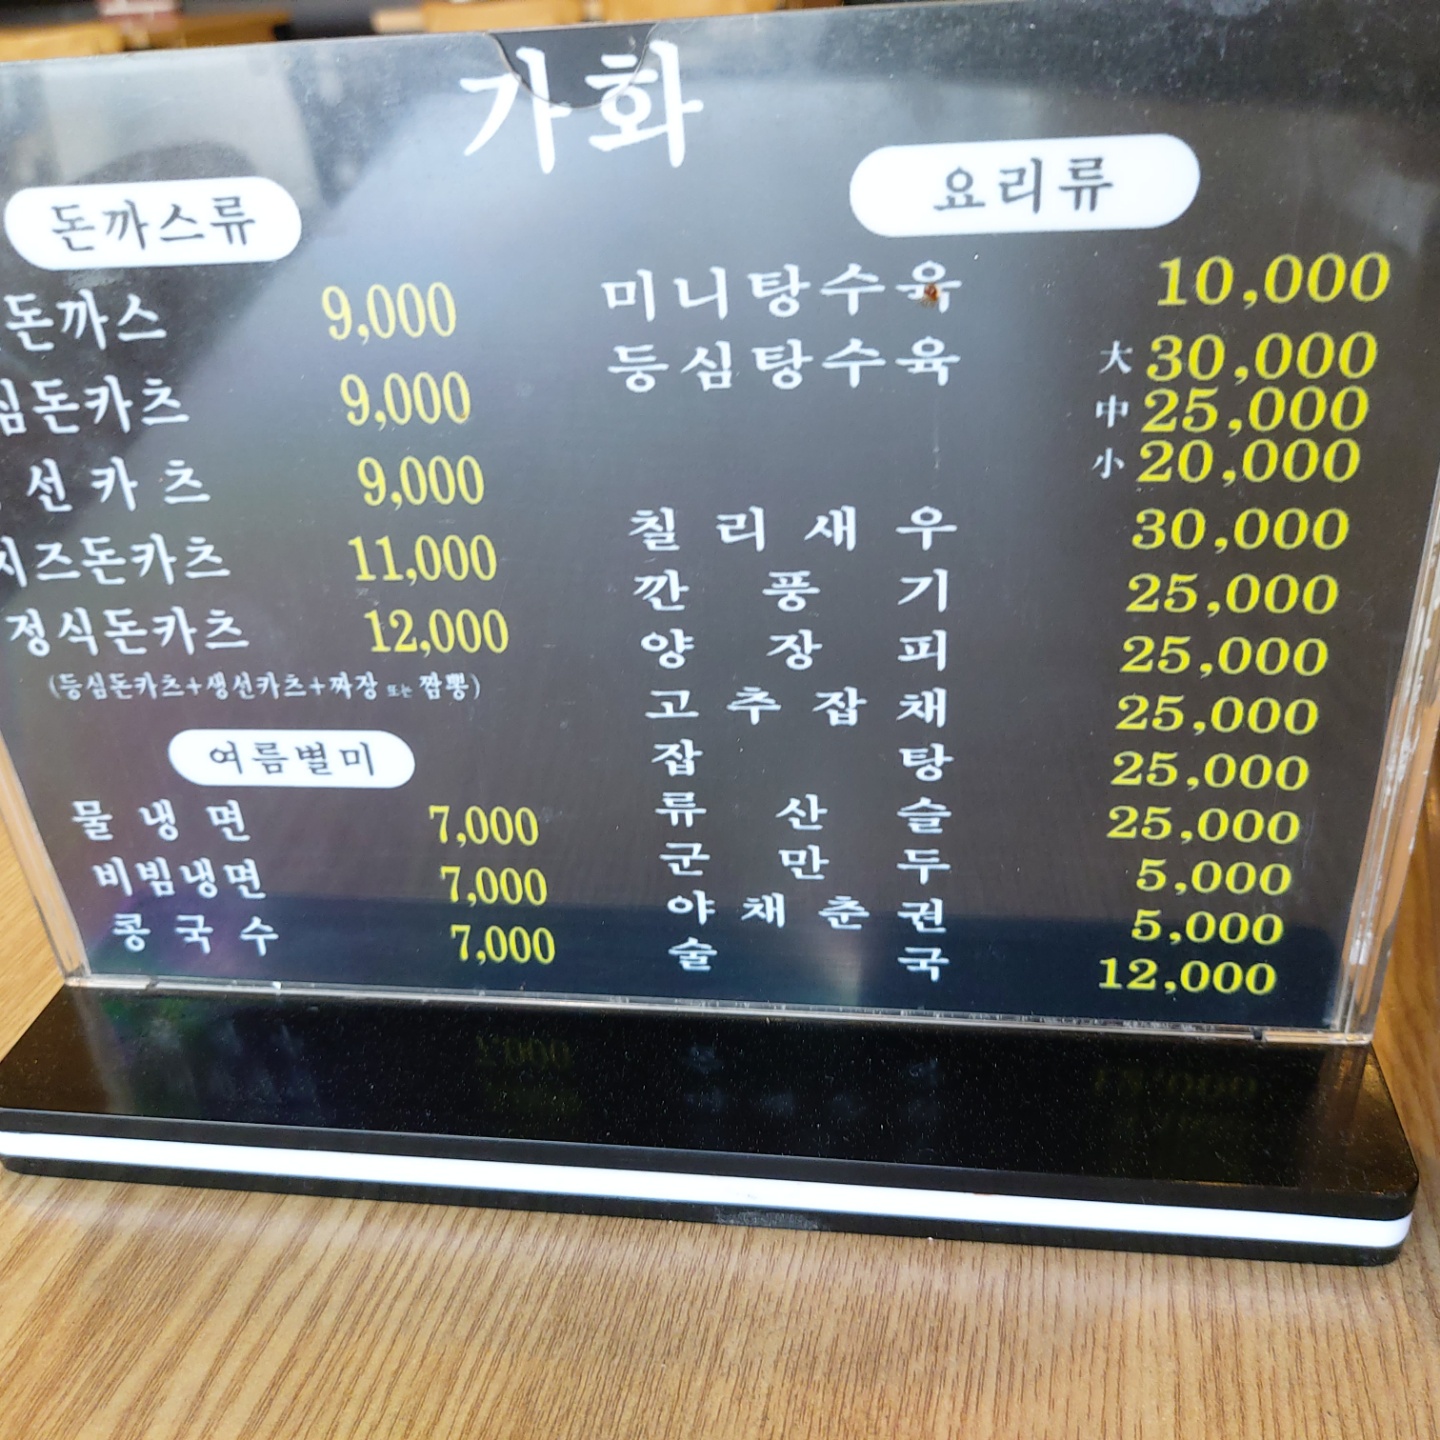 가화
돈까스류
돈까스 9,000
심돈카츠 9,000
선카츠 9,000
치즈돈카츠 11,000
정식돈카츠 12,000
(등심돈카츠+생선카츠+짜장 또는 짬뽕)
여름별미
물냉면 7,000
비빔냉면 7,000
콩국수 7,000
요리류
미니탕수육 10,000
등심탕수육 大 30,000
中 25,000
小 20,000
칠리새우 30,000
깐풍기 25,000
양장피 25,000
고추잡채 25,000
잡탕 25,000
류산슬 25,000
군만두 5,000
야채춘권 5,000
술국 12,000